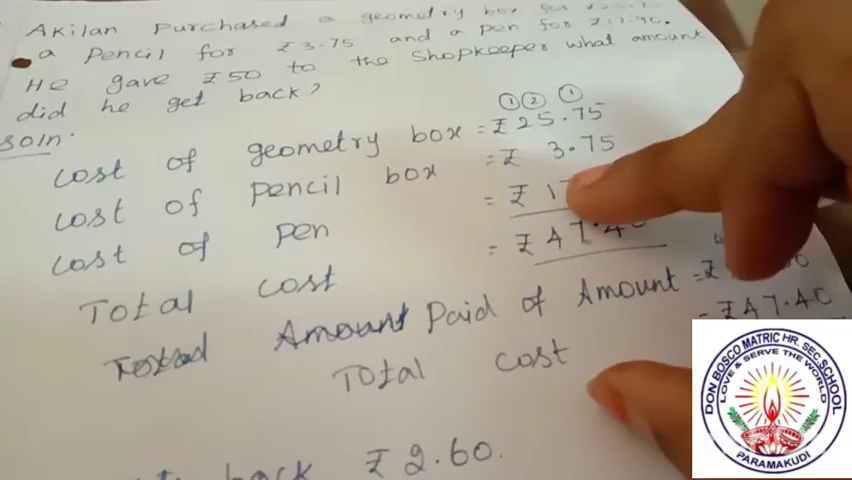 Akilan Purchased a geometry box for
a Pencil for ₹3.75 and a pen for ₹17.90.
He gave ₹50 to the Shopkeeper what amount
did he get back?
Soln.
① ② ①
Cost of geometry box = ₹25.75
Cost of Pencil box = ₹ 3.75
Cost of Pen = ₹ 17
Total cost = ₹47.40
Amount Paid of Amount = ₹
Total cost = ₹47.40
back ₹2.60.
DON BOSCO MATRIC HR. SEC. SCHOOL
LOVE & SERVE THE WORLD
PARAMAKUDI